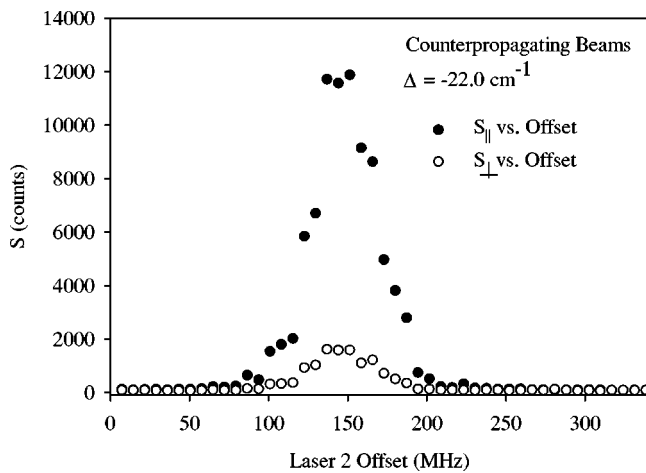 14000
12000
10000
8000
6000
4000
2000
0
S (counts)
Counterpropagating Beams
Δ = -22.0 cm⁻¹
S∥ vs. Offset
S⊥ vs. Offset
0 50 100 150 200 250 300
Laser 2 Offset (MHz)